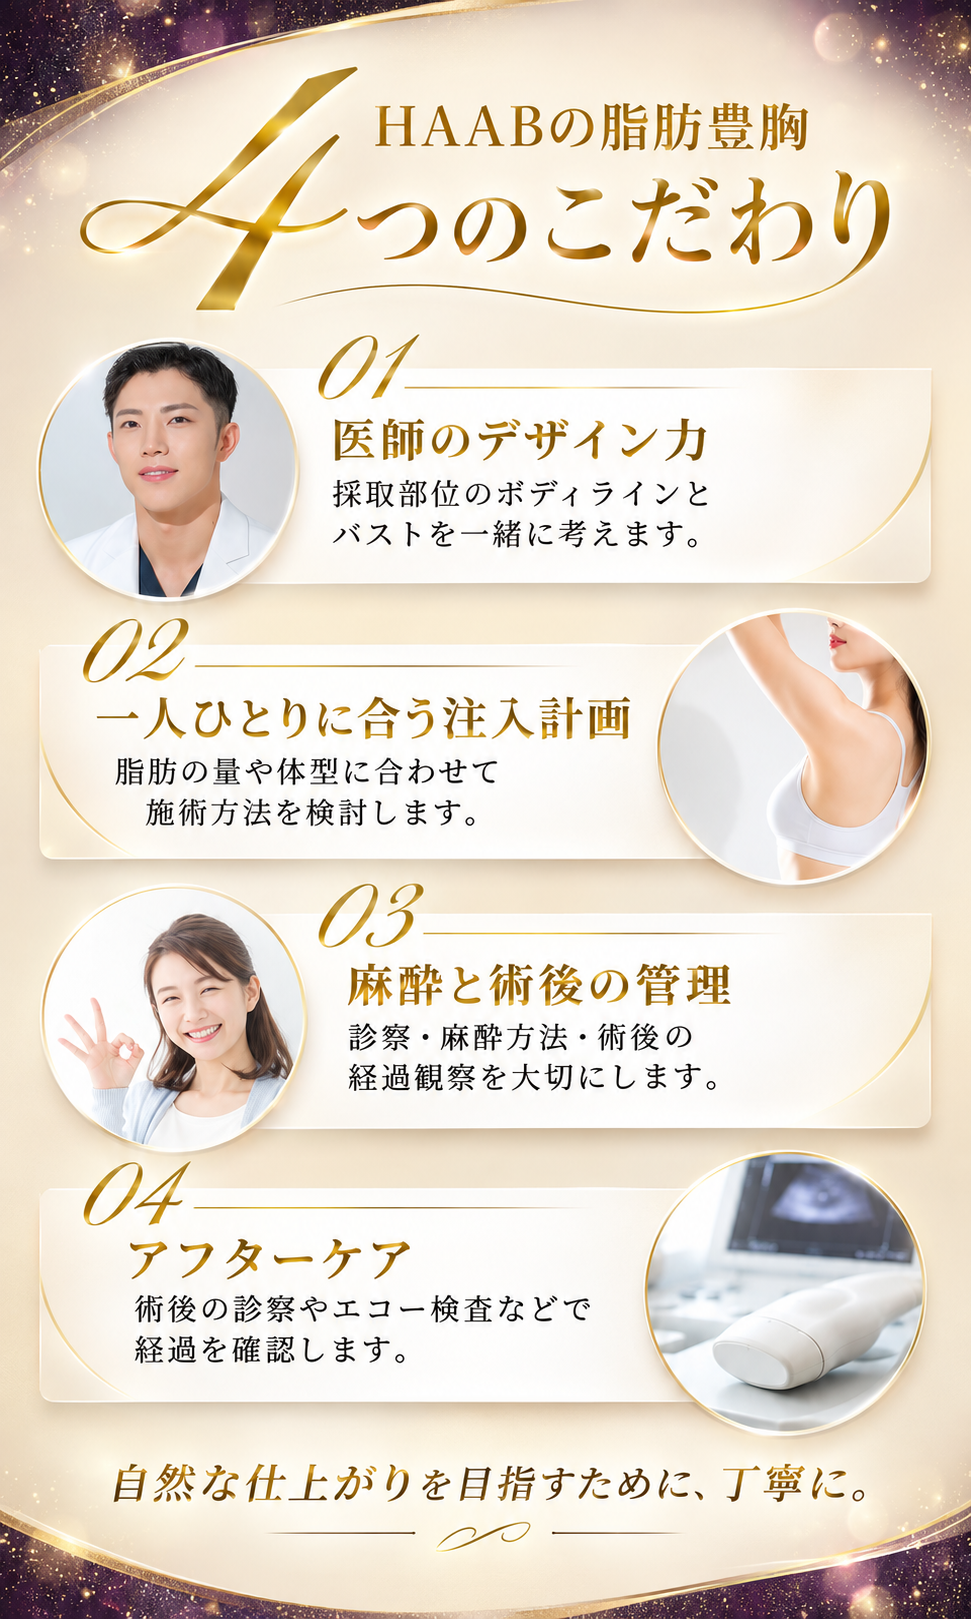 HAABの脂肪豊胸
4つのこだわり
01
医師のデザイン力
採取部位のボディラインと
バストを一緒に考えます。
02
一人ひとりに合う注入計画
脂肪の量や体型に合わせて
施術方法を検討します。
03
麻酔と術後の管理
診察・麻酔方法・術後の
経過観察を大切にします。
04
アフターケア
術後の診察やエコー検査などで
経過を確認します。
自然な仕上がりを目指すために、丁寧に。